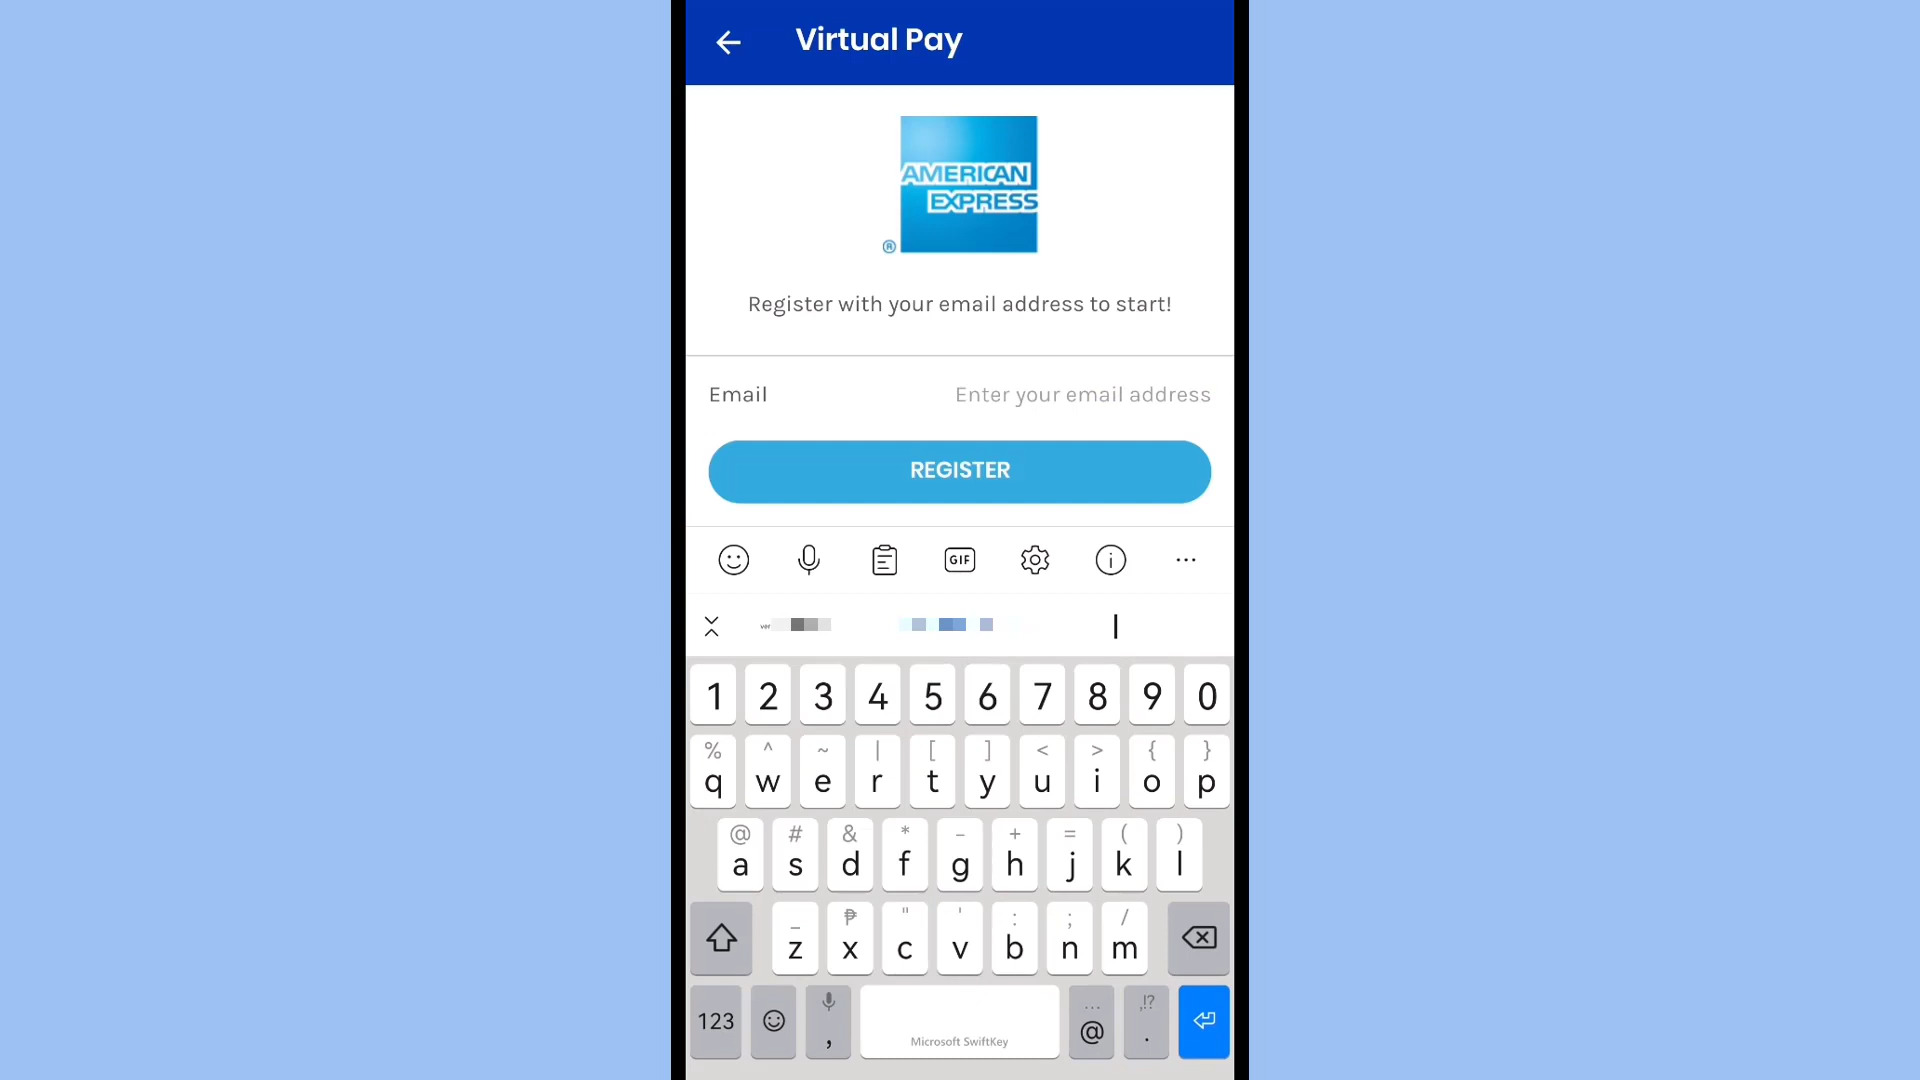 Virtual Pay
AMERICAN
EXPRESS
®
Register with your email address to start!
Email Enter your email address
REGISTER
GIF
1 2 3 4 5 6 7 8 9 0
% ^ ~ | [ ] < > { }
q w e r t y u i o p
@ # & * - + = ( )
a s d f g h j k l
_ ₱ " ' : ; /
z x c v b n m
... ,!?
123 , Microsoft SwiftKey @ .